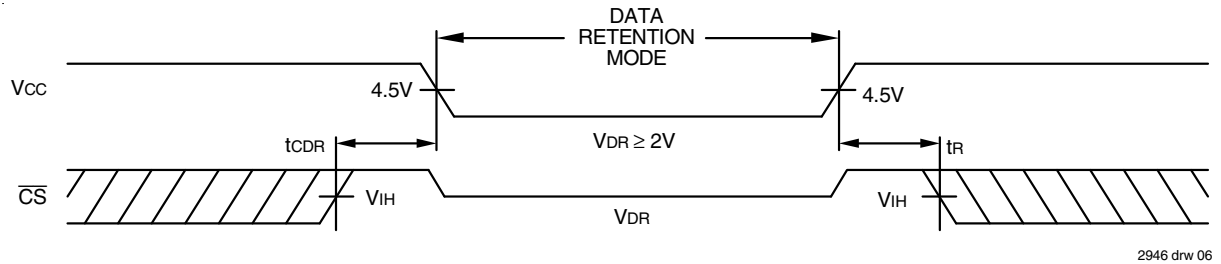 DATA
RETENTION
MODE
VCC
4.5V
4.5V
tCDR
VDR ≥ 2V
tR
CS
VIH
VDR
VIH
2946 drw 06